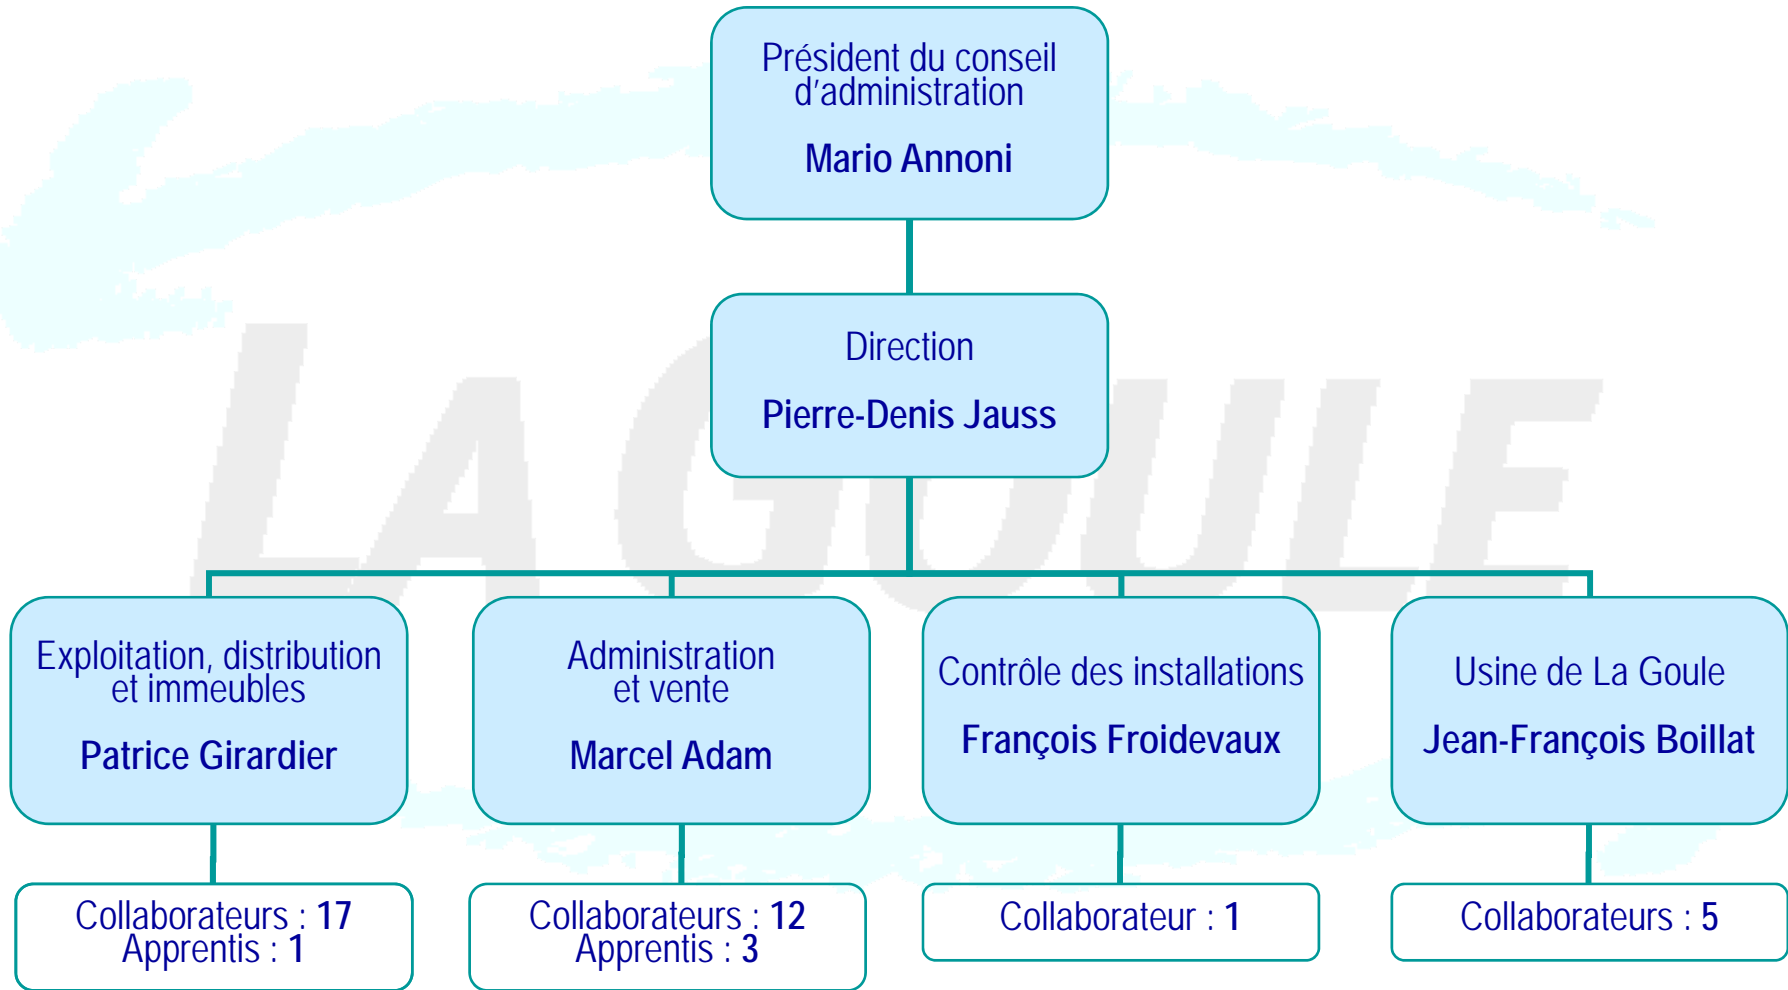 Président du conseil
d'administration
Mario Annoni
Direction
Pierre-Denis Jauss
LA GOULE
Exploitation, distribution
et immeubles
Patrice Girardier
Administration
et vente
Marcel Adam
Contrôle des installations
François Froidevaux
Usine de La Goule
Jean-François Boillat
Collaborateurs : 17
Apprentis : 1
Collaborateurs : 12
Apprentis : 3
Collaborateur : 1
Collaborateurs : 5